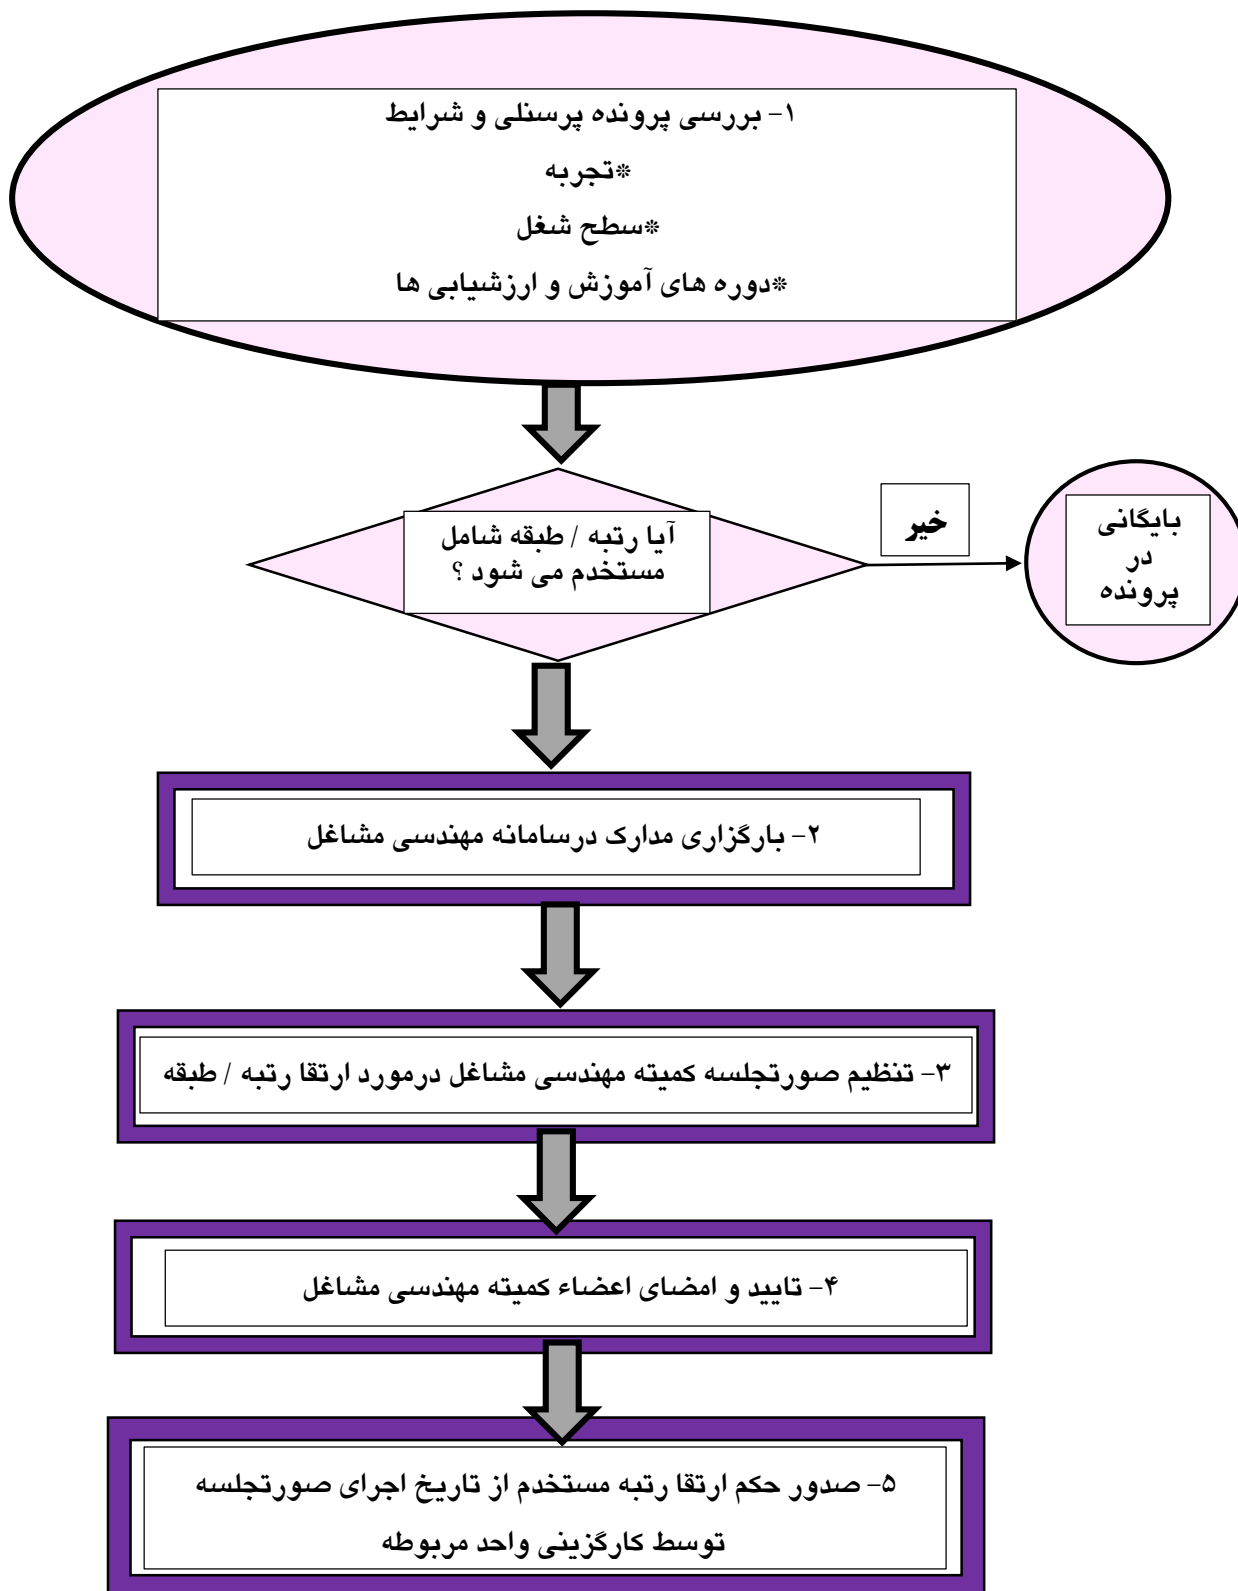 ۱- بررسی پرونده پرسنلی و شرایط
*تجربه
*سطح شغل
*دوره های آموزش و ارزشیابی ها
آیا رتبه / طبقه شامل
مستخدم می شود ؟
خیر
بایگانی
در
پرونده
۲- بارگزاری مدارک درسامانه مهندسی مشاغل
۳- تنظیم صورتجلسه کمیته مهندسی مشاغل درمورد ارتقا رتبه / طبقه
۴- تایید و امضای اعضاء کمیته مهندسی مشاغل
۵- صدور حکم ارتقا رتبه مستخدم از تاریخ اجرای صورتجلسه
توسط کارگزینی واحد مربوطه